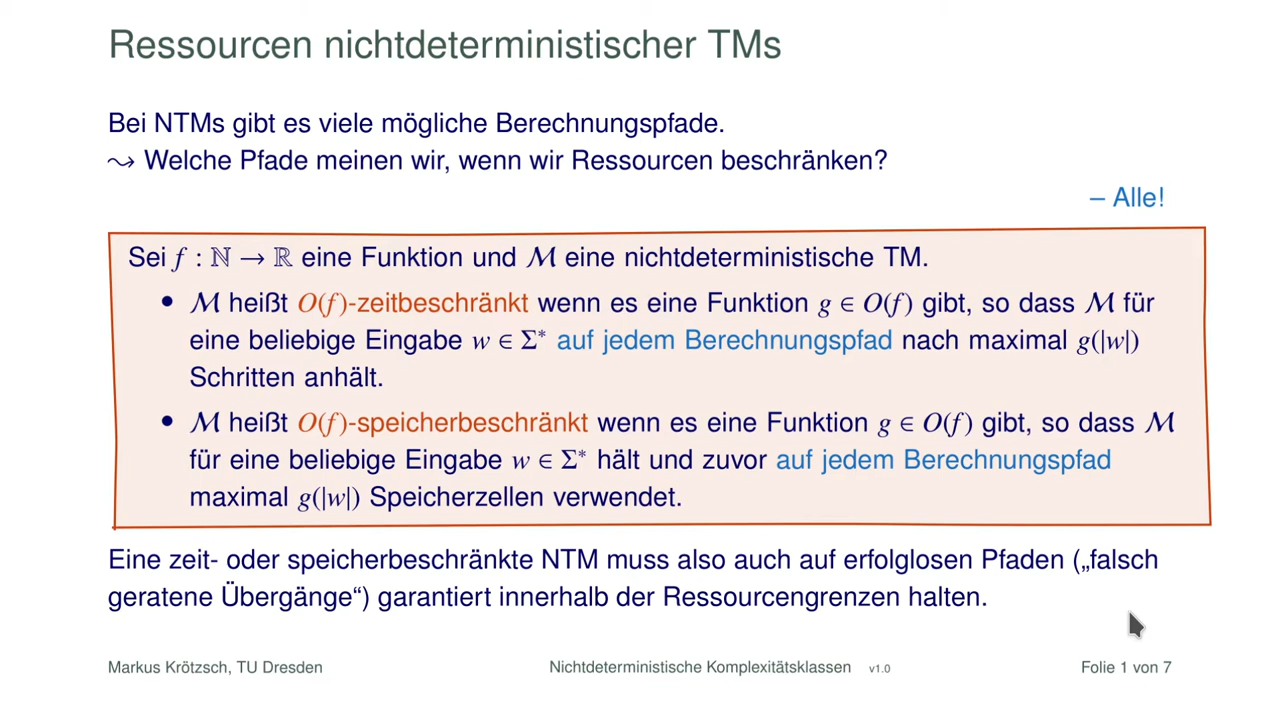 Ressourcen nichtdeterministischer TMs
Bei NTMs gibt es viele mögliche Berechnungspfade.
⤳ Welche Pfade meinen wir, wenn wir Ressourcen beschränken?
– Alle!
Sei f : ℕ → ℝ eine Funktion und ℳ eine nichtdeterministische TM.
• ℳ heißt O(f)-zeitbeschränkt wenn es eine Funktion g ∈ O(f) gibt, so dass ℳ für
eine beliebige Eingabe w ∈ Σ* auf jedem Berechnungspfad nach maximal g(|w|)
Schritten anhält.
• ℳ heißt O(f)-speicherbeschränkt wenn es eine Funktion g ∈ O(f) gibt, so dass ℳ
für eine beliebige Eingabe w ∈ Σ* hält und zuvor auf jedem Berechnungspfad
maximal g(|w|) Speicherzellen verwendet.
Eine zeit- oder speicherbeschränkte NTM muss also auch auf erfolglosen Pfaden („falsch
geratene Übergänge“) garantiert innerhalb der Ressourcengrenzen halten.
Markus Krötzsch, TU Dresden Nichtdeterministische Komplexitätsklassen v1.0 Folie 1 von 7